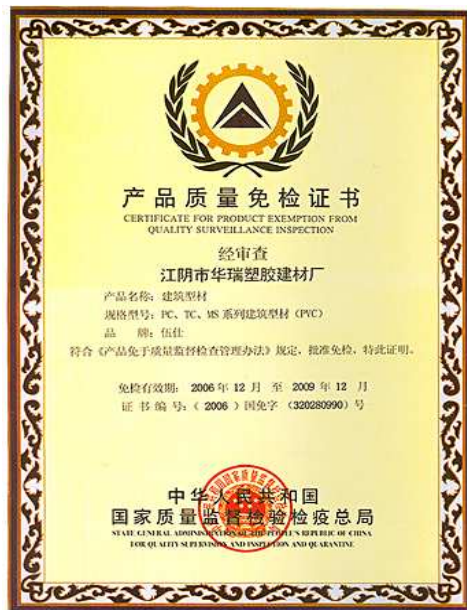 产品质量免检证书
CERTIFICATE FOR PRODUCT EXEMPTION FROM
QUALITY SURVEILLANCE INSPECTION
经审查
江阴市华瑞塑胶建材厂
产品名称：建筑型材
规格型号：PC、TC、MS 系列建筑型材（PVC）
品 牌：伍仕
符合《产品免于质量监督检查管理办法》规定，批准免检，特此证明。
免检有效期： 2006 年 12 月 至 2009 年 12 月
证 书 编 号：（ 2006 ）国免字（320280990）号
中华人民共和国
国家质量监督检验检疫总局
STATE GENERAL ADMINISTRATION OF THE PEOPLE'S REPUBLIC OF CHINA
FOR QUALITY SUPERVISION AND INSPECTION AND QUARANTINE